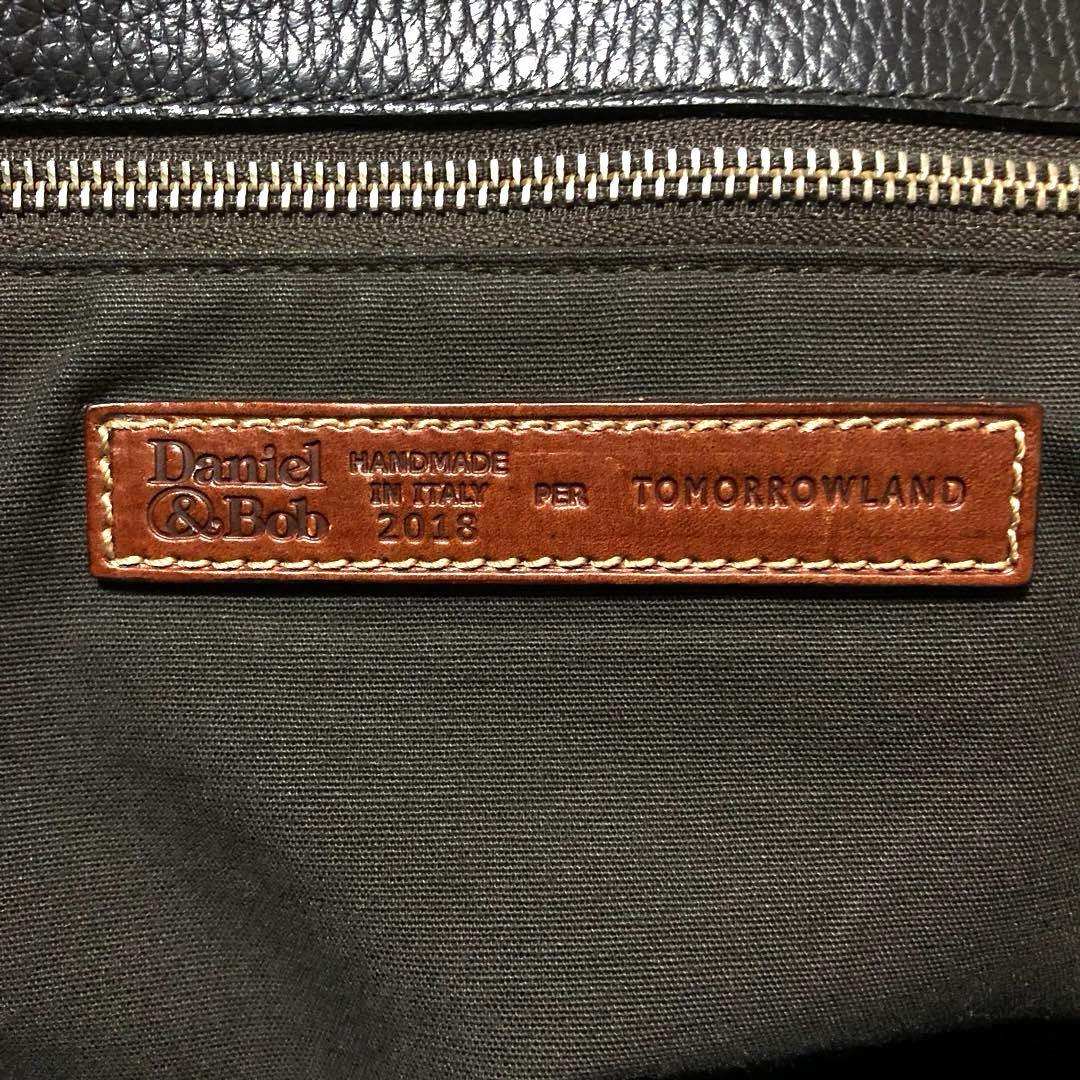 Daniel
& Bob
HANDMADE
IN ITALY
2018
PER
TOMORROWLAND